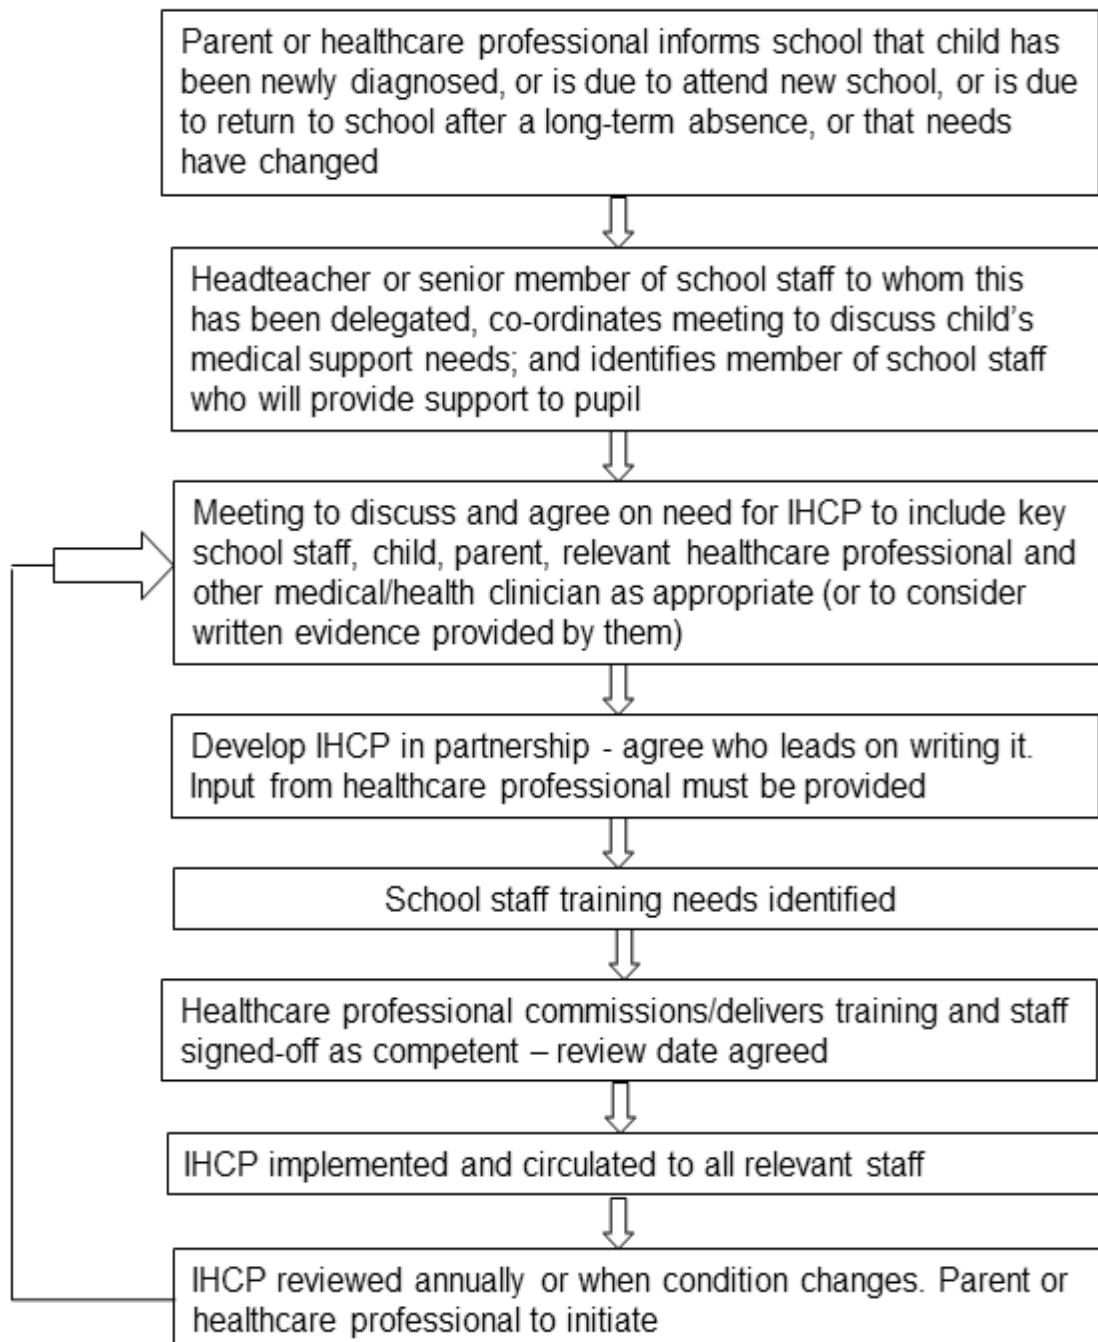 Parent or healthcare professional informs school that child has
been newly diagnosed, or is due to attend new school, or is due
to return to school after a long-term absence, or that needs
have changed
Headteacher or senior member of school staff to whom this
has been delegated, co-ordinates meeting to discuss child’s
medical support needs; and identifies member of school staff
who will provide support to pupil
Meeting to discuss and agree on need for IHCP to include key
school staff, child, parent, relevant healthcare professional and
other medical/health clinician as appropriate (or to consider
written evidence provided by them)
Develop IHCP in partnership - agree who leads on writing it.
Input from healthcare professional must be provided
School staff training needs identified
Healthcare professional commissions/delivers training and staff
signed-off as competent – review date agreed
IHCP implemented and circulated to all relevant staff
IHCP reviewed annually or when condition changes. Parent or
healthcare professional to initiate